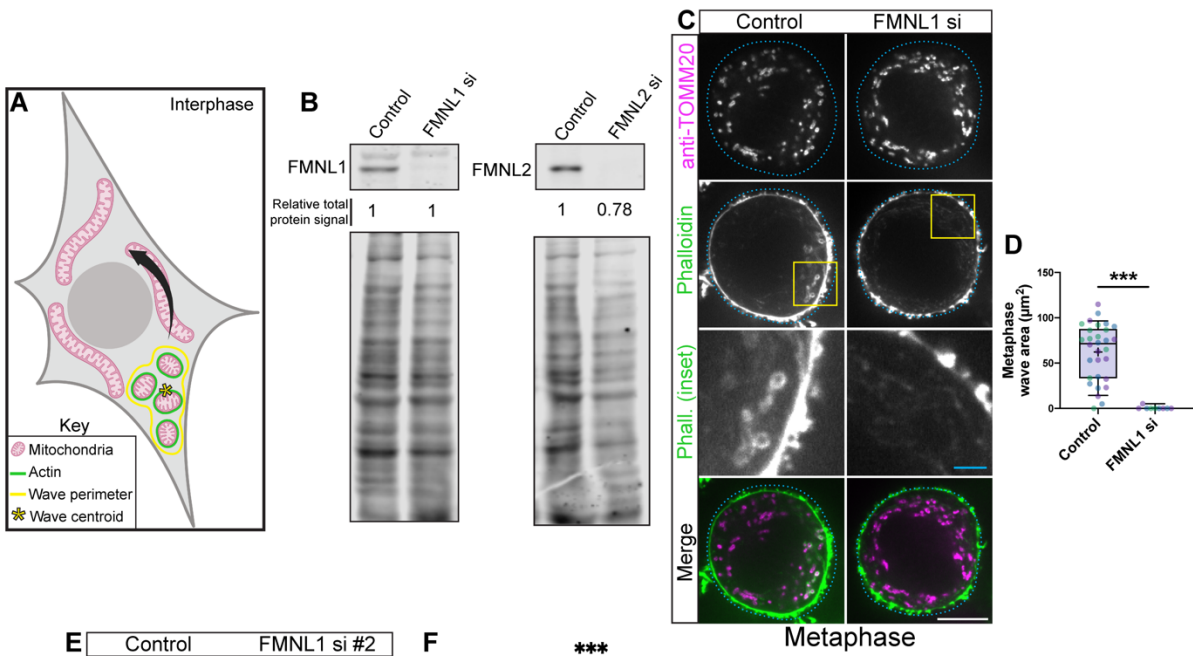 A
Interphase
Key
Mitochondria
Actin
Wave perimeter
Wave centroid
B
Control
FMNL1 si
FMNL1
Relative total
protein signal
1
1
Control
FMNL2 si
FMNL2
1
0.78
C
Control
FMNL1 si
anti-TOMM20
Phalloidin
Phall. (inset)
Merge
Metaphase
D
***
Metaphase
wave area (µm²)
150
100
50
0
Control
FMNL1 si
E
Control
FMNL1 si #2
F
***